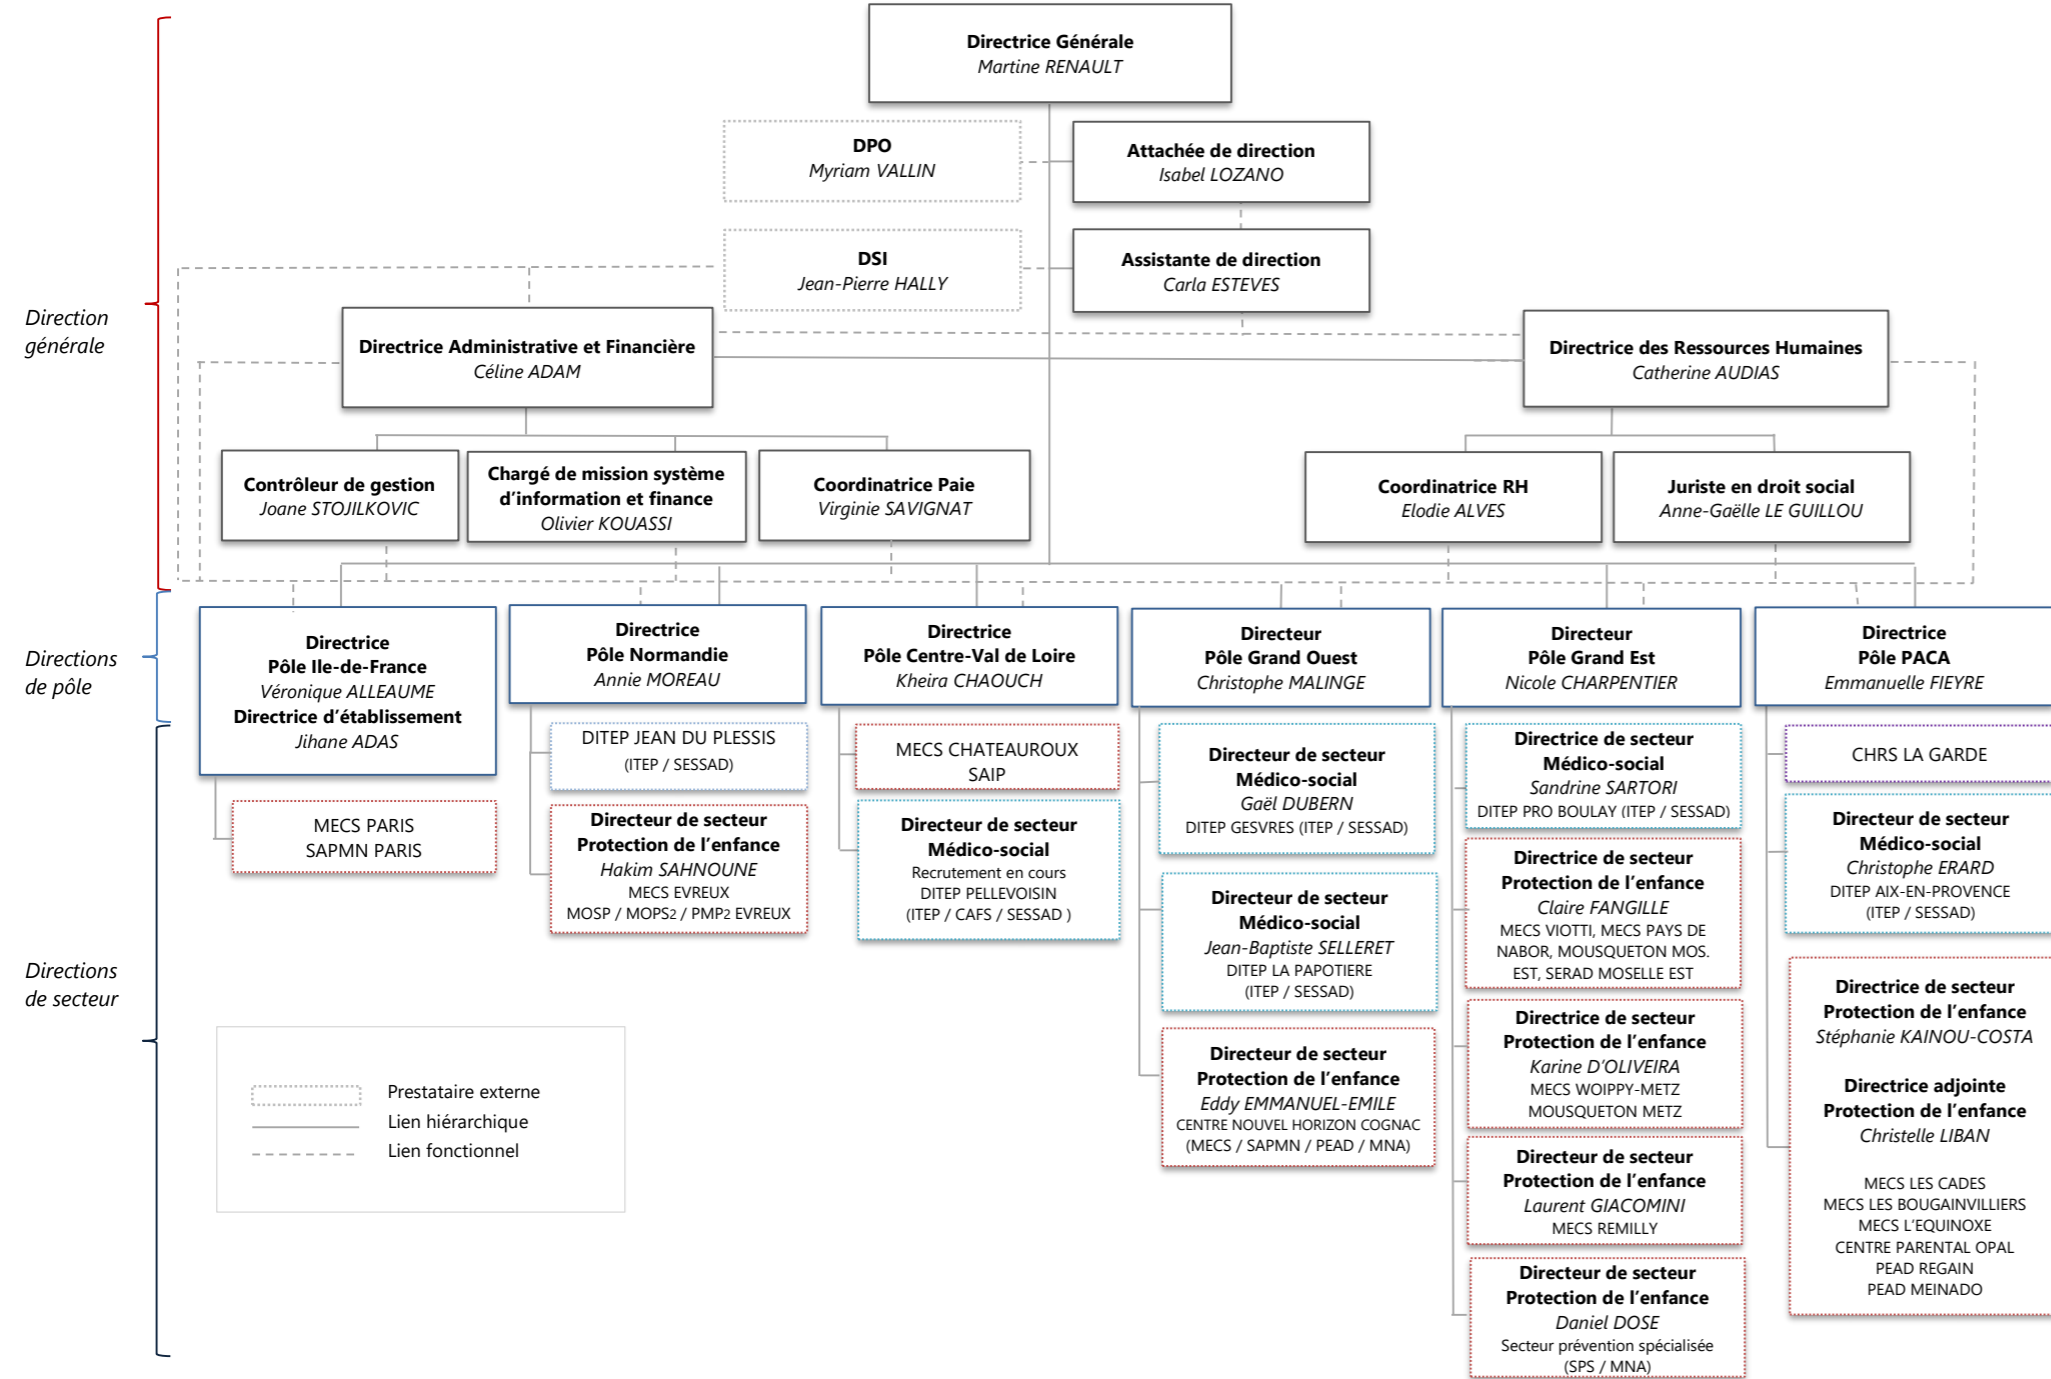 Directrice Générale
Martine RENAULT
DPO
Myriam VALLIN
Attachée de direction
Isabel LOZANO
DSI
Jean-Pierre HALLY
Assistante de direction
Carla ESTEVES
Direction
générale
Directrice Administrative et Financière
Céline ADAM
Directrice des Ressources Humaines
Catherine AUDIAS
Contrôleur de gestion
Joane STOJILKOVIC
Chargé de mission système
d’information et finance
Olivier KOUASSI
Coordinatrice Paie
Virginie SAVIGNAT
Coordinatrice RH
Elodie ALVES
Juriste en droit social
Anne-Gaëlle LE GUILLOU
Directions
de pôle
Directrice
Pôle Ile-de-France
Véronique ALLEAUME
Directrice d’établissement
Jihane ADAS
Directrice
Pôle Normandie
Annie MOREAU
Directrice
Pôle Centre-Val de Loire
Kheira CHAOUCH
Directeur
Pôle Grand Ouest
Christophe MALINGE
Directeur
Pôle Grand Est
Nicole CHARPENTIER
Directrice
Pôle PACA
Emmanuelle FIEYRE
Directions
de secteur
MECS PARIS
SAPMN PARIS
DITEP JEAN DU PLESSIS
(ITEP / SESSAD)
Directeur de secteur
Protection de l’enfance
Hakim SAHNOUNE
MECS EVREUX
MOSP / MOPS2 / PMP2 EVREUX
MECS CHATEAUROUX
SAIP
Directeur de secteur
Médico-social
Recrutement en cours
DITEP PELLEVOISIN
(ITEP / CAFS / SESSAD )
Directeur de secteur
Médico-social
Gaël DUBERN
DITEP GESVRES (ITEP / SESSAD)
Directeur de secteur
Médico-social
Jean-Baptiste SELLERET
DITEP LA PAPOTIERE
(ITEP / SESSAD)
Directeur de secteur
Protection de l’enfance
Eddy EMMANUEL-EMILE
CENTRE NOUVEL HORIZON COGNAC
(MECS / SAPMN / PEAD / MNA)
Directrice de secteur
Médico-social
Sandrine SARTORI
DITEP PRO BOULAY (ITEP / SESSAD)
Directrice de secteur
Protection de l’enfance
Claire FANGILLE
MECS VIOTTI, MECS PAYS DE
NABOR, MOUSQUETON MOS.
EST, SERAD MOSELLE EST
Directrice de secteur
Protection de l’enfance
Karine D’OLIVEIRA
MECS WOIPPY-METZ
MOUSQUETON METZ
Directeur de secteur
Protection de l’enfance
Laurent GIACOMINI
MECS REMILLY
Directeur de secteur
Protection de l’enfance
Daniel DOSE
Secteur prévention spécialisée
(SPS / MNA)
CHRS LA GARDE
Directeur de secteur
Médico-social
Christophe ERARD
DITEP AIX-EN-PROVENCE
(ITEP / SESSAD)
Directrice de secteur
Protection de l’enfance
Stéphanie KAINOU-COSTA
Directrice adjointe
Protection de l’enfance
Christelle LIBAN
MECS LES CADES
MECS LES BOUGAINVILLIERS
MECS L’EQUINOXE
CENTRE PARENTAL OPAL
PEAD REGAIN
PEAD MEINADO
Prestataire externe
Lien hiérarchique
Lien fonctionnel